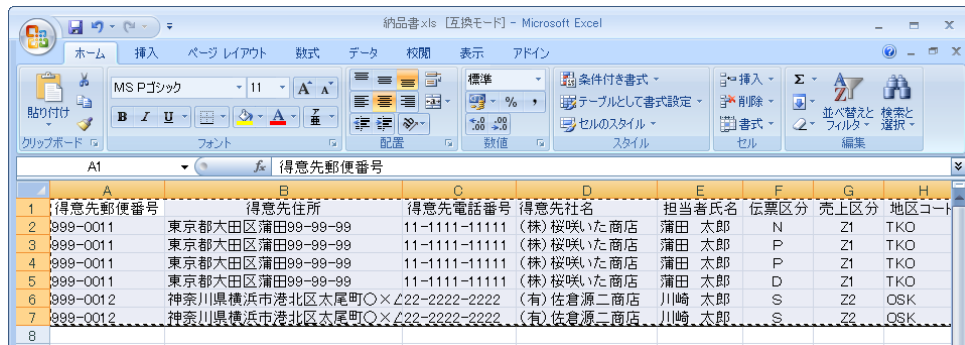 納品書.xls [互換モード] - Microsoft Excel
ホーム 挿入 ページ レイアウト 数式 データ 校閲 表示 アドイン
MS Pゴシック 11 A A 標準 条件付き書式 挿入 Σ
貼り付け B I U A 亜 % , テーブルとして書式設定 削除 並べ替えと 検索と
.00 .0 セルのスタイル 書式 フィルタ 選択
クリップボード フォント 配置 数値 スタイル セル 編集
A1 fx 得意先郵便番号
A B C D E F G H
1 得意先郵便番号 得意先住所 得意先電話番号 得意先社名 担当者氏名 伝票区分 売上区分 地区コート
2 999-0011 東京都大田区蒲田99-99-99 11-1111-11111 (株)桜咲いた商店 蒲田 太郎 N Z1 TKO
3 999-0011 東京都大田区蒲田99-99-99 11-1111-11111 (株)桜咲いた商店 蒲田 太郎 P Z1 TKO
4 999-0011 東京都大田区蒲田99-99-99 11-1111-11111 (株)桜咲いた商店 蒲田 太郎 P Z1 TKO
5 999-0011 東京都大田区蒲田99-99-99 11-1111-11111 (株)桜咲いた商店 蒲田 太郎 D Z1 TKO
6 999-0012 神奈川県横浜市港北区太尾町○× 22-2222-2222 (有)佐倉源二商店 川崎 太郎 S Z2 OSK
7 999-0012 神奈川県横浜市港北区太尾町○× 22-2222-2222 (有)佐倉源二商店 川崎 太郎 S Z2 OSK
8